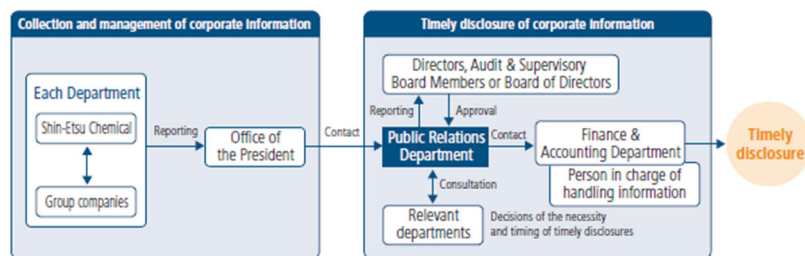 Collection and management of corporate information
Each Department
Shin-Etsu Chemical
Group companies
Reporting
Office of
the President
Contact
Timely disclosure of corporate information
Directors, Audit & Supervisory
Board Members or Board of Directors
Reporting
Approval
Public Relations
Department
Contact
Finance &
Accounting Department
Person in charge of
handling information
Consultation
Relevant
departments
Decisions of the necessity
and timing of timely disclosures
Timely
disclosure